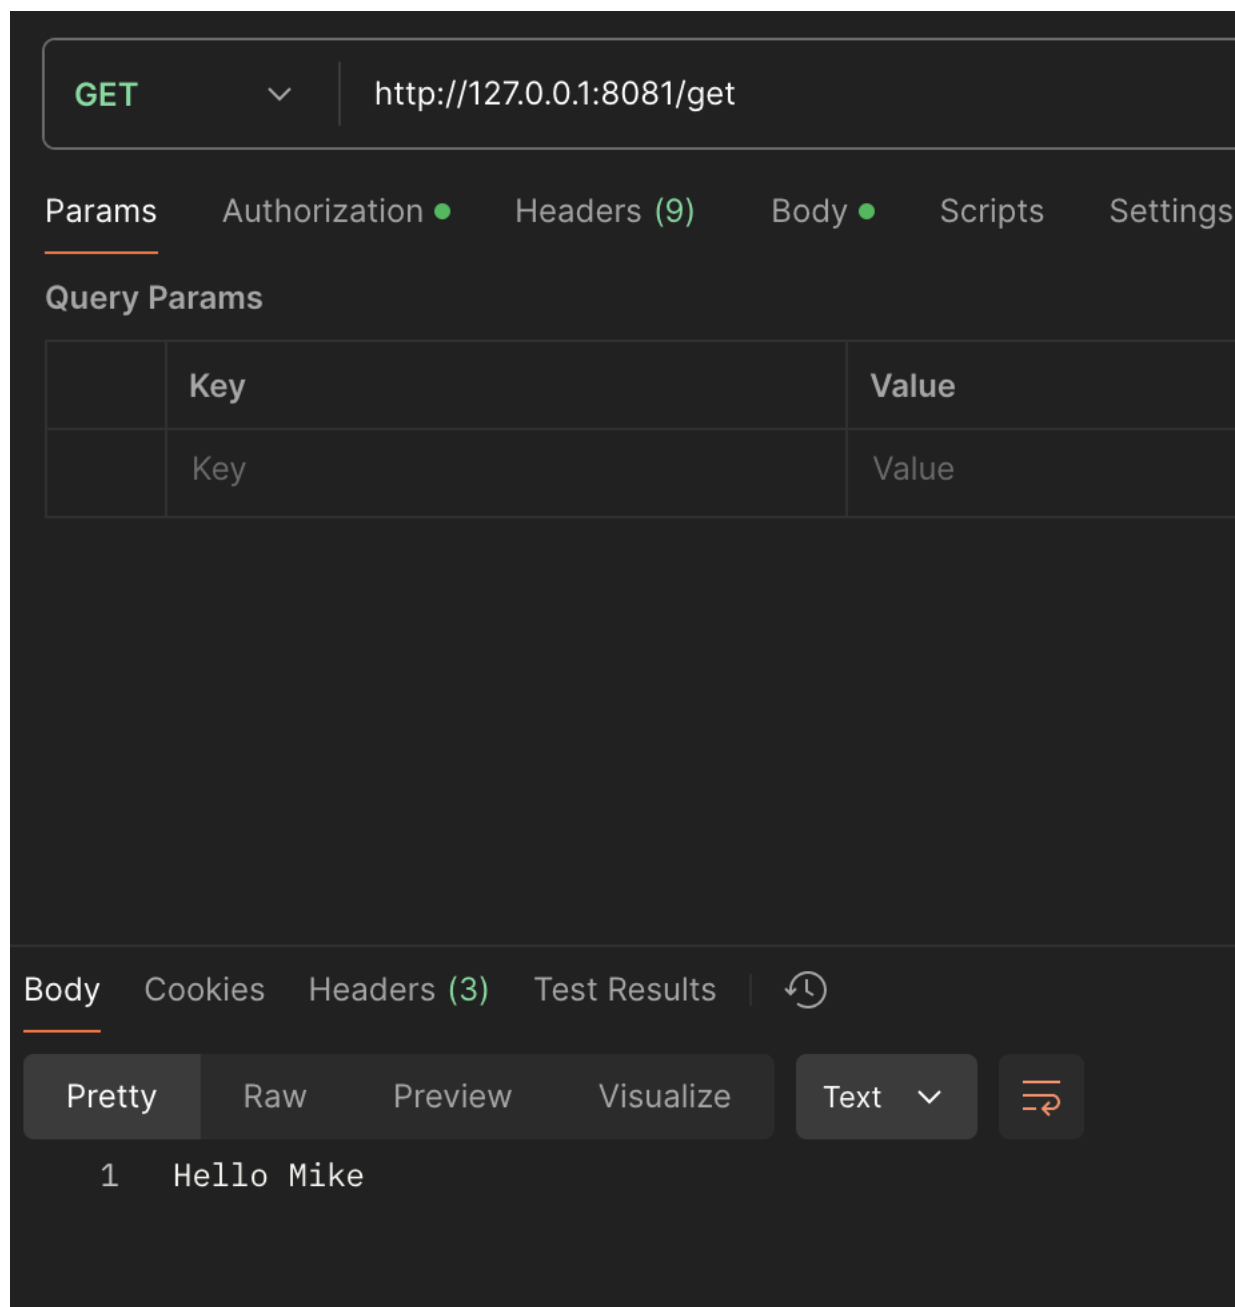 GET http://127.0.0.1:8081/get
Params Authorization Headers (9) Body Scripts Settings
Query Params
Key Value
Key Value
Body Cookies Headers (3) Test Results
Pretty Raw Preview Visualize Text
1 Hello Mike